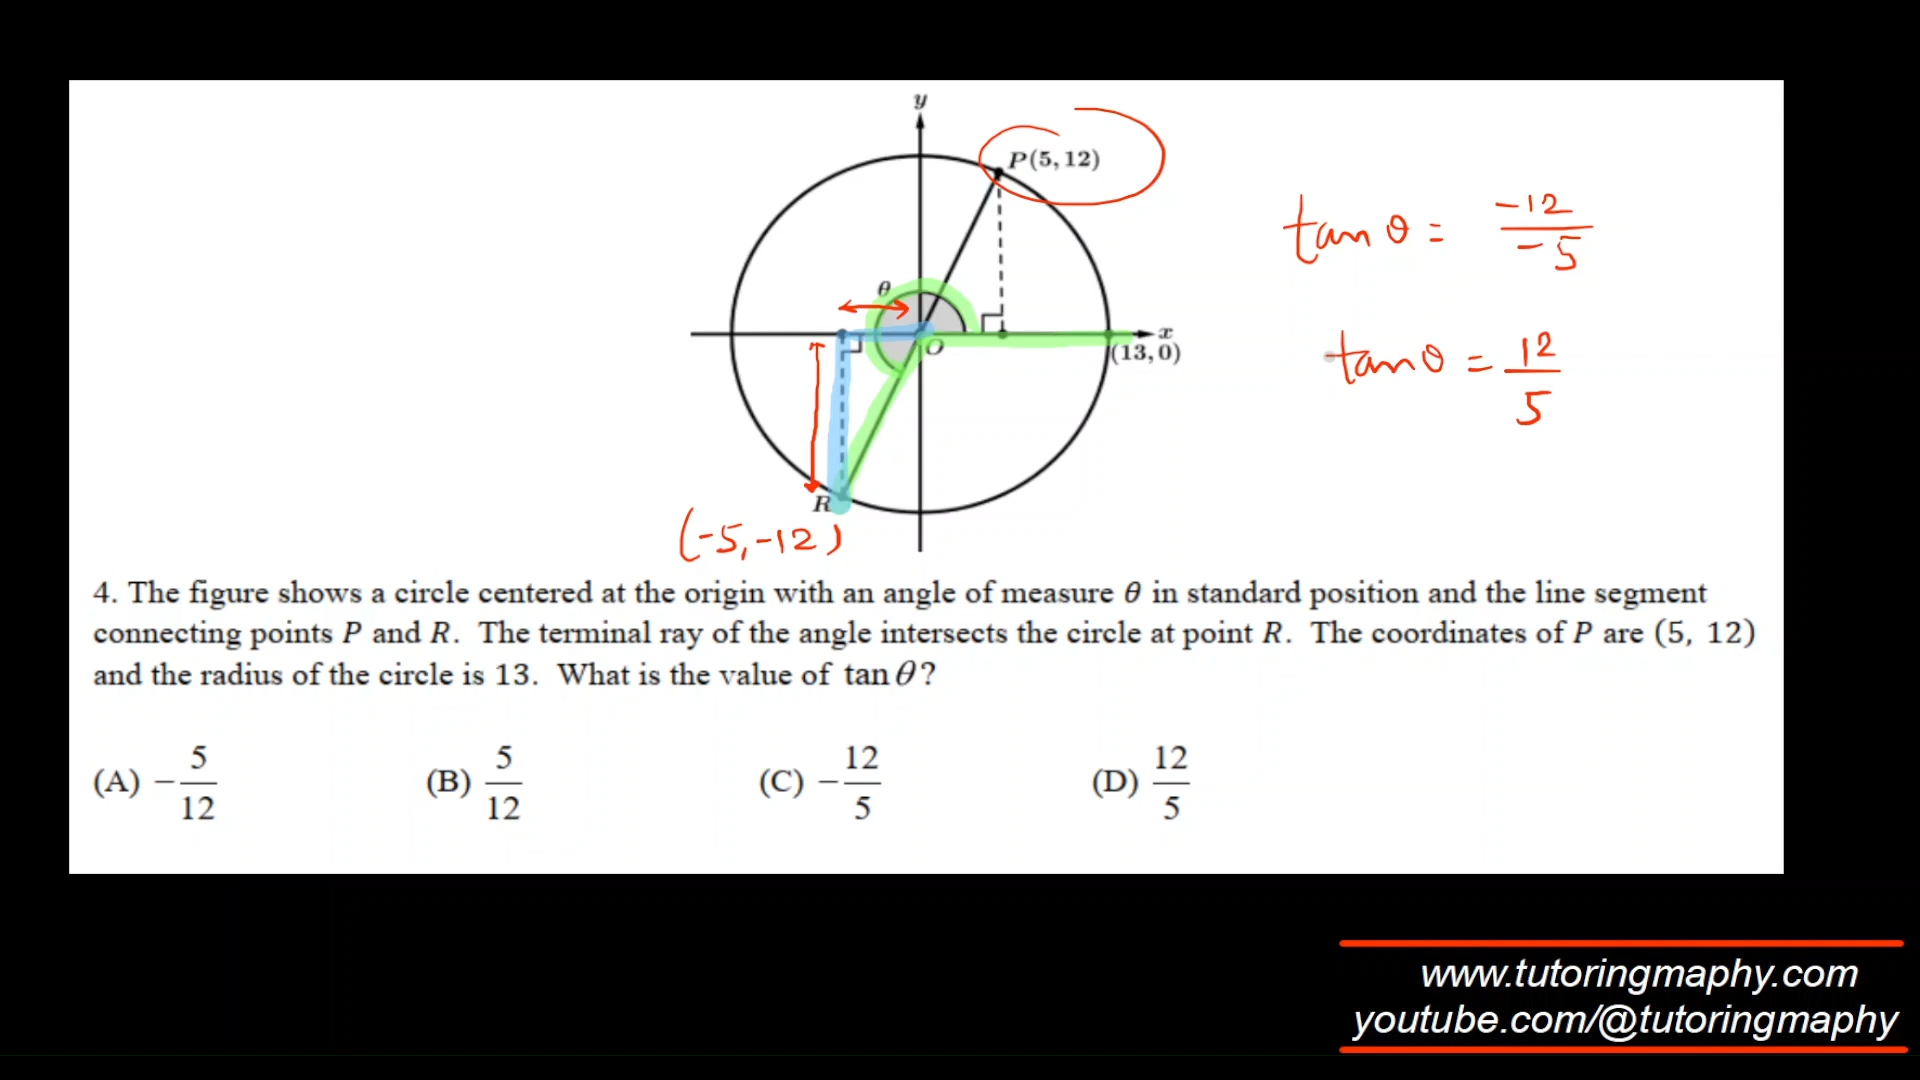 y
P(5, 12)
tan θ = -12/-5
θ
x
O
(13, 0)
tan θ = 12/5
R
(-5, -12)
4. The figure shows a circle centered at the origin with an angle of measure θ in standard position and the line segment
connecting points P and R. The terminal ray of the angle intersects the circle at point R. The coordinates of P are (5, 12)
and the radius of the circle is 13. What is the value of tan θ?
(A) −5/12 (B) 5/12 (C) −12/5 (D) 12/5
www.tutoringmaphy.com
youtube.com/@tutoringmaphy